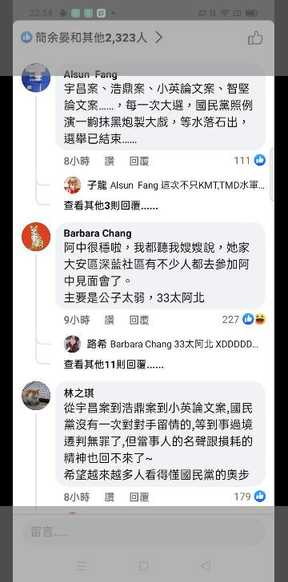 22:54
簡余晏和其他2,323人
Alsun Fang
宇昌案、浩鼎案、小英論文案、智堅
論文案……，每一次大選，國民黨照例
演一齣抹黑炮製大戲，等水落石出，
選舉已結束……
8小時 讚 回覆 111
子龍 Alsun Fang 這次不只KMT,TMD水軍...
查看其他3則回覆......
Barbara Chang
阿中很穩啦，我都聽我嫂嫂說，她家
大安區深藍社區有不少人都去參加阿
中見面會了。
主要是公子太弱，33太阿北
9小時 讚 回覆 227
路希 Barbara Chang 33太阿北 XDDDDD...
查看其他11則回覆......
林之琪
從宇昌案到浩鼎案到小英論文案,國民
黨沒有一次對對手留情的,等到事過境
遷判無罪了,但當事人的名聲跟損耗的
精神也回不來了~
希望越來越多人看得懂國民黨的奧步
8小時 讚 回覆 179
留言......